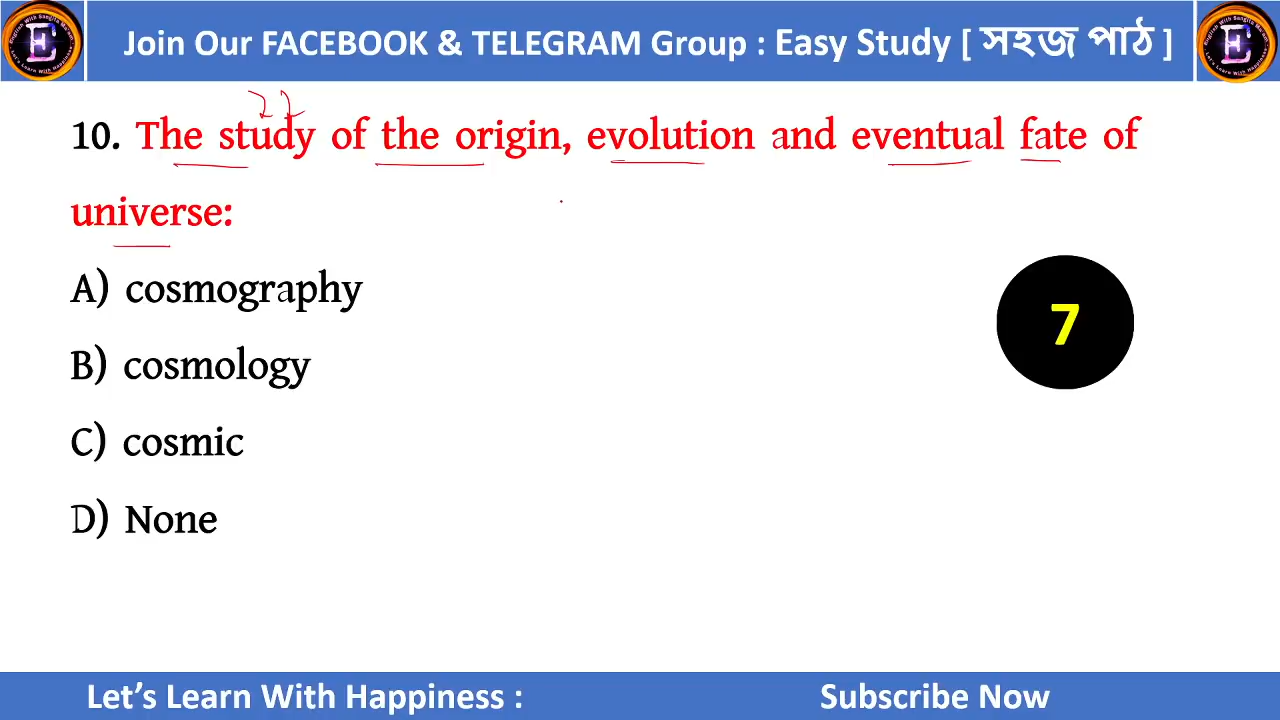 Join Our FACEBOOK & TELEGRAM Group : Easy Study [ সহজ পাঠ ]
10. The study of the origin, evolution and eventual fate of
universe:
A) cosmography
B) cosmology
C) cosmic
D) None
7
Let's Learn With Happiness :
Subscribe Now